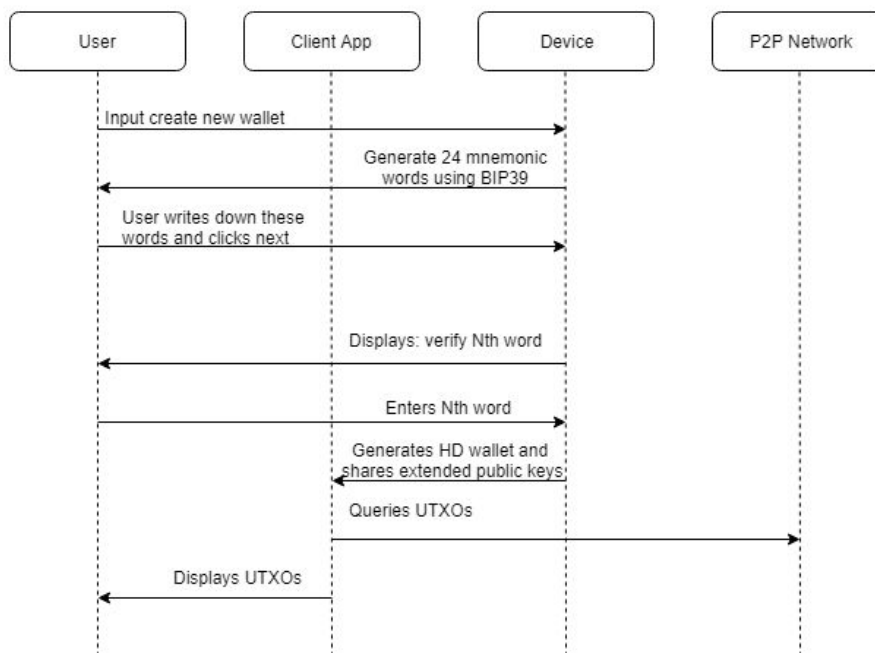 User
Client App
Device
P2P Network
Input create new wallet
Generate 24 mnemonic
words using BIP39
User writes down these
words and clicks next
Displays: verify Nth word
Enters Nth word
Generates HD wallet and
shares extended public keys
Queries UTXOs
Displays UTXOs